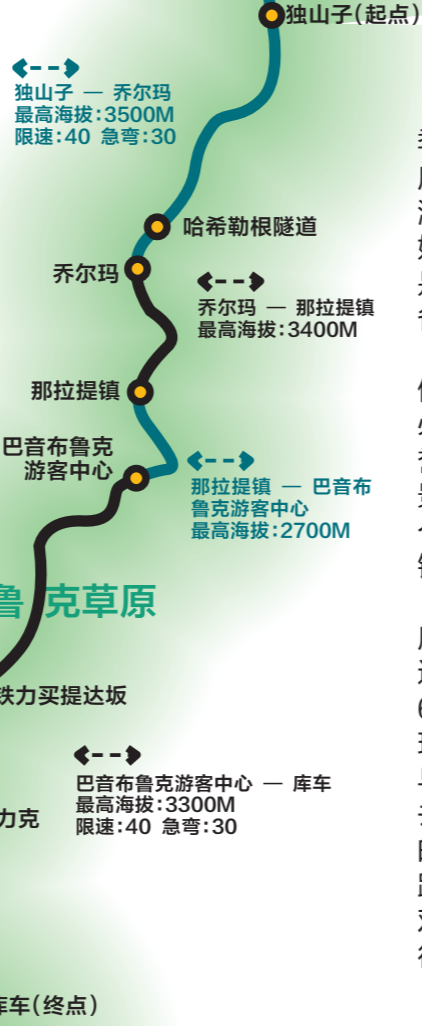 独山子(起点)
独山子 — 乔尔玛
最高海拔:3500M
限速:40 急弯:30
哈希勒根隧道
乔尔玛
乔尔玛 — 那拉提镇
最高海拔:3400M
那拉提镇
巴音布鲁克
游客中心
那拉提镇 — 巴音布
鲁克游客中心
最高海拔:2700M
鲁克草原
铁力买提达坂
巴音布鲁克游客中心 — 库车
最高海拔:3300M
限速:40 急弯:30
力克
库车(终点)